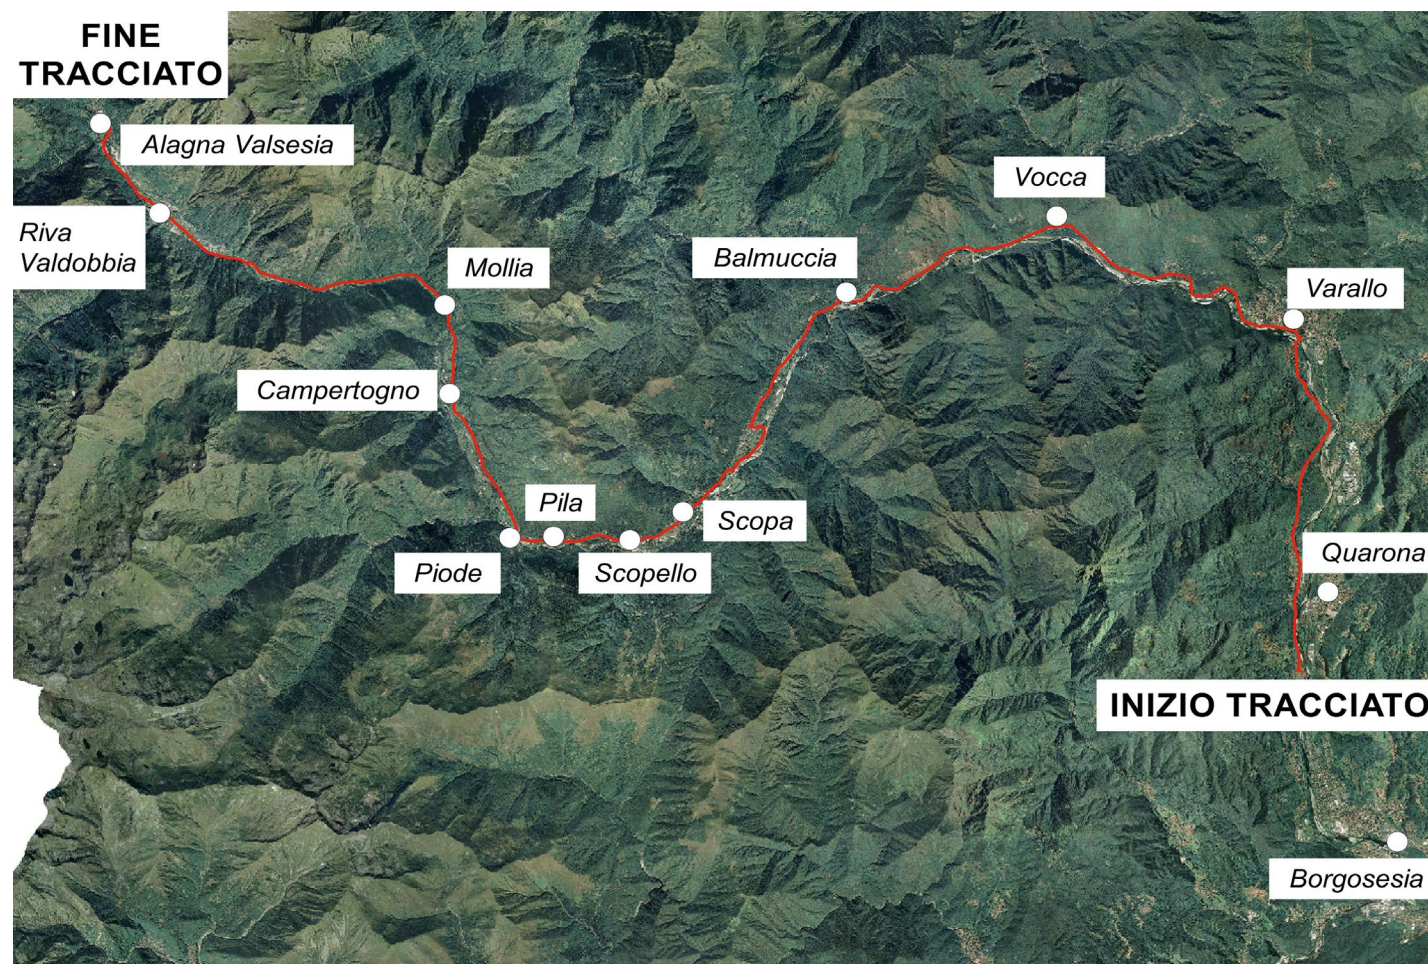 FINE
TRACCIATO
Alagna Valsesia
Riva
Valdobbia
Mollia
Campertogno
Piode
Pila
Scopello
Scopa
Balmuccia
Vocca
Varallo
Quarona
INIZIO TRACCIATO
Borgosesia